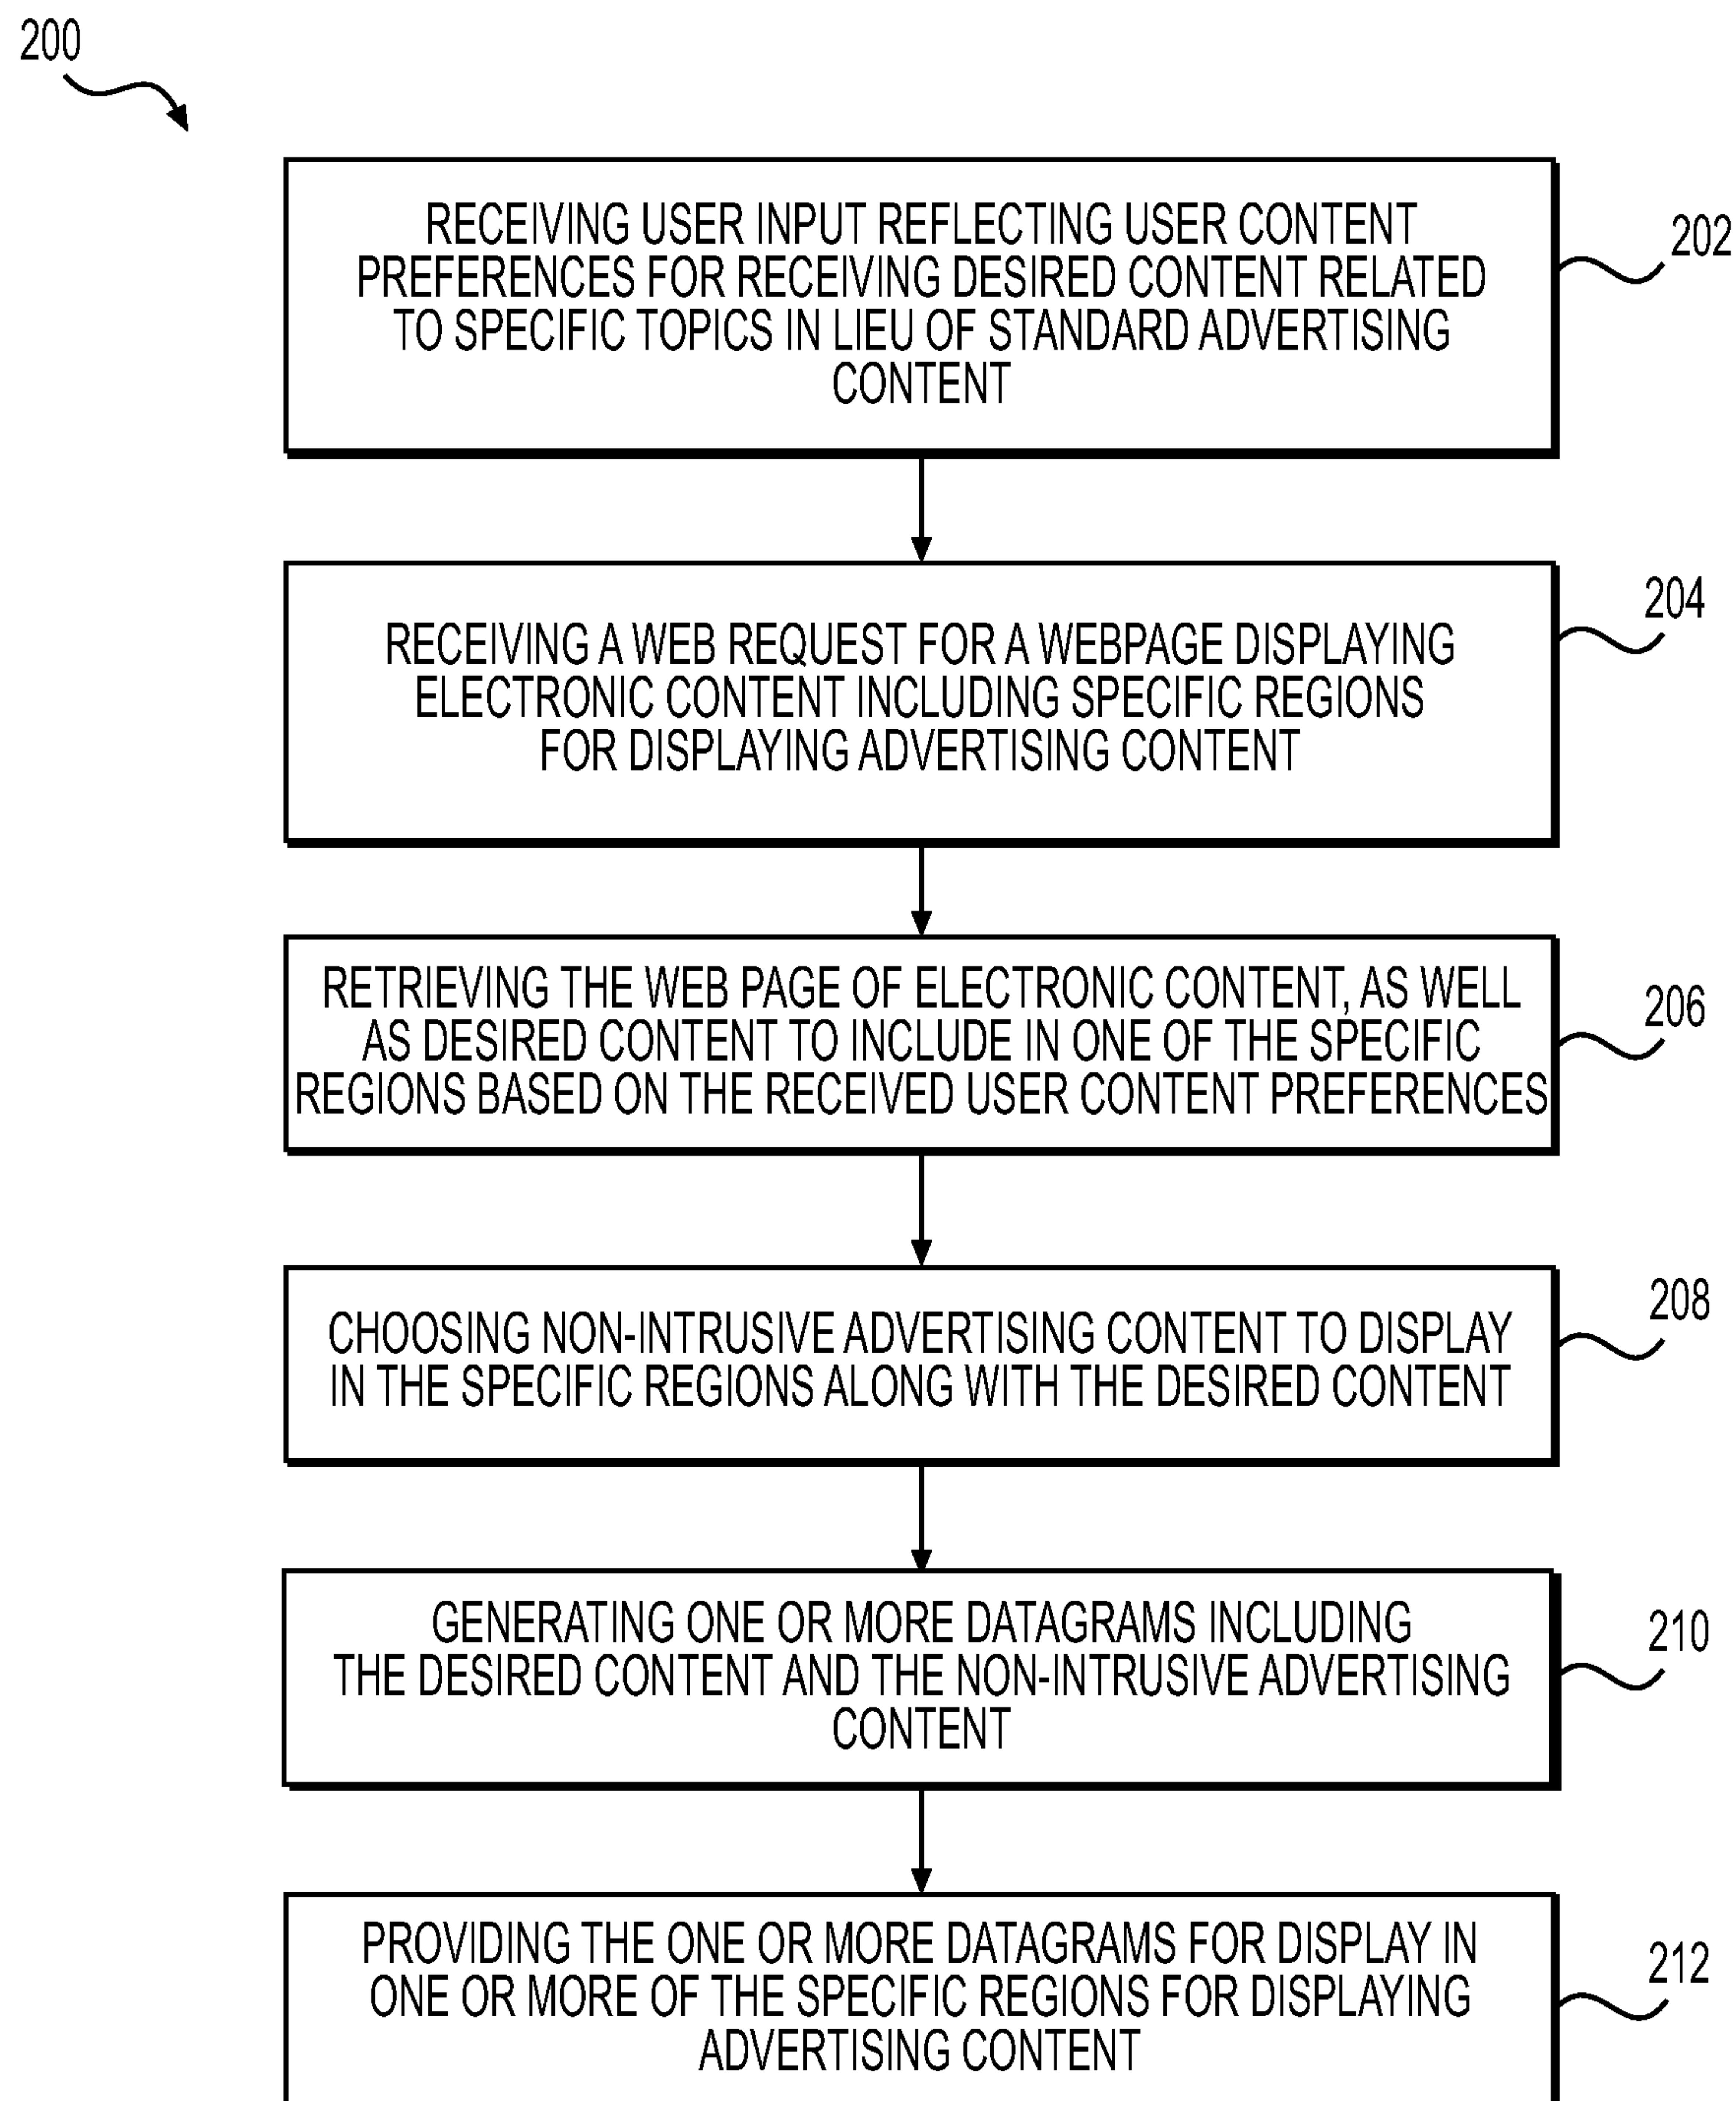 200
RECEIVING USER INPUT REFLECTING USER CONTENT
PREFERENCES FOR RECEIVING DESIRED CONTENT RELATED
TO SPECIFIC TOPICS IN LIEU OF STANDARD ADVERTISING
CONTENT
202
RECEIVING A WEB REQUEST FOR A WEBPAGE DISPLAYING
ELECTRONIC CONTENT INCLUDING SPECIFIC REGIONS
FOR DISPLAYING ADVERTISING CONTENT
204
RETRIEVING THE WEB PAGE OF ELECTRONIC CONTENT, AS WELL
AS DESIRED CONTENT TO INCLUDE IN ONE OF THE SPECIFIC
REGIONS BASED ON THE RECEIVED USER CONTENT PREFERENCES
206
CHOOSING NON-INTRUSIVE ADVERTISING CONTENT TO DISPLAY
IN THE SPECIFIC REGIONS ALONG WITH THE DESIRED CONTENT
208
GENERATING ONE OR MORE DATAGRAMS INCLUDING
THE DESIRED CONTENT AND THE NON-INTRUSIVE ADVERTISING
CONTENT
210
PROVIDING THE ONE OR MORE DATAGRAMS FOR DISPLAY IN
ONE OR MORE OF THE SPECIFIC REGIONS FOR DISPLAYING
ADVERTISING CONTENT
212